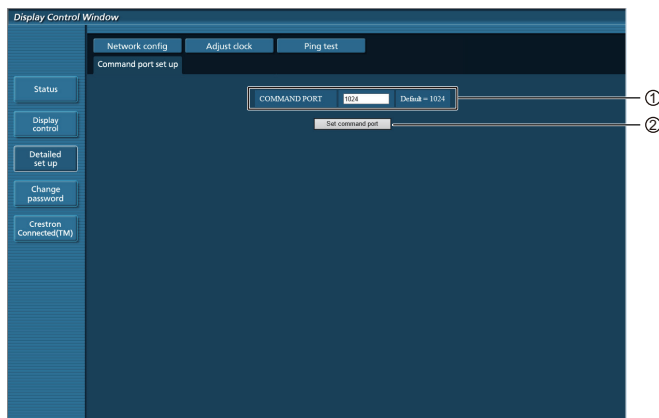 Display Control Window
Network config
Adjust clock
Ping test
Command port set up
Status
COMMAND PORT
1024
Default = 1024
①
Set command port
②
Display
control
Detailed
set up
Change
password
Crestron
Connected(TM)